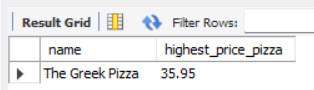 Result Grid Filter Rows:
name highest_price_pizza
The Greek Pizza 35.95